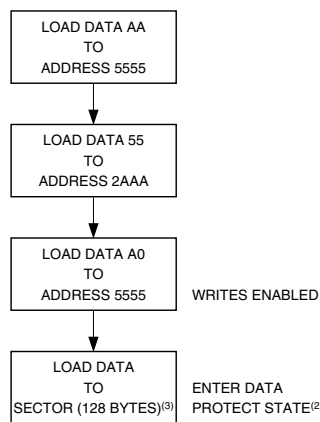 LOAD DATA AA
TO
ADDRESS 5555
LOAD DATA 55
TO
ADDRESS 2AAA
LOAD DATA A0
TO
ADDRESS 5555
WRITES ENABLED
LOAD DATA
TO
SECTOR (128 BYTES)(3)
ENTER DATA
PROTECT STATE(2